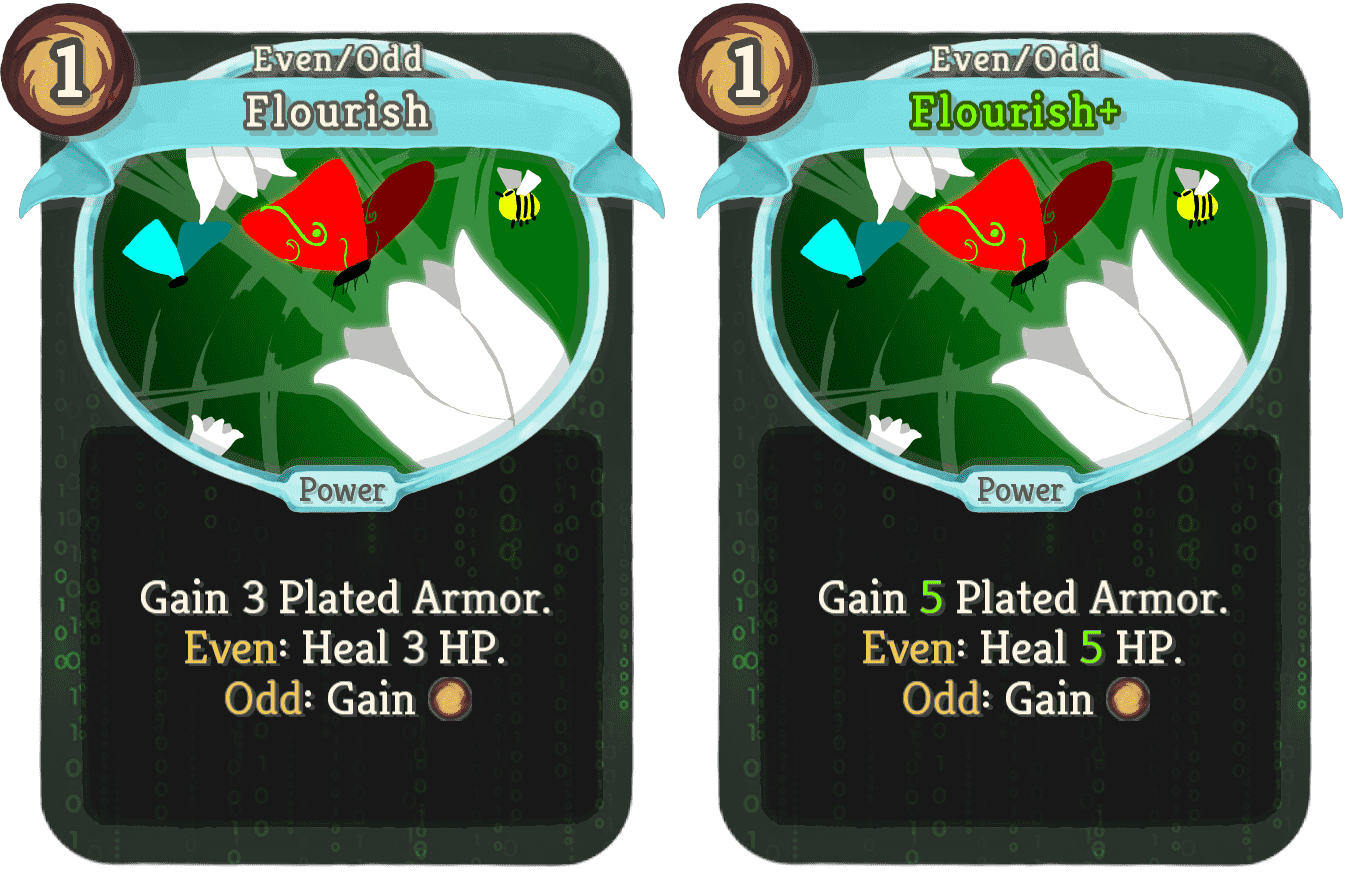 1
Even/Odd
Flourish
Power
Gain 3 Plated Armor.
Even: Heal 3 HP.
Odd: Gain
1
Even/Odd
Flourish+
Power
Gain 5 Plated Armor.
Even: Heal 5 HP.
Odd: Gain